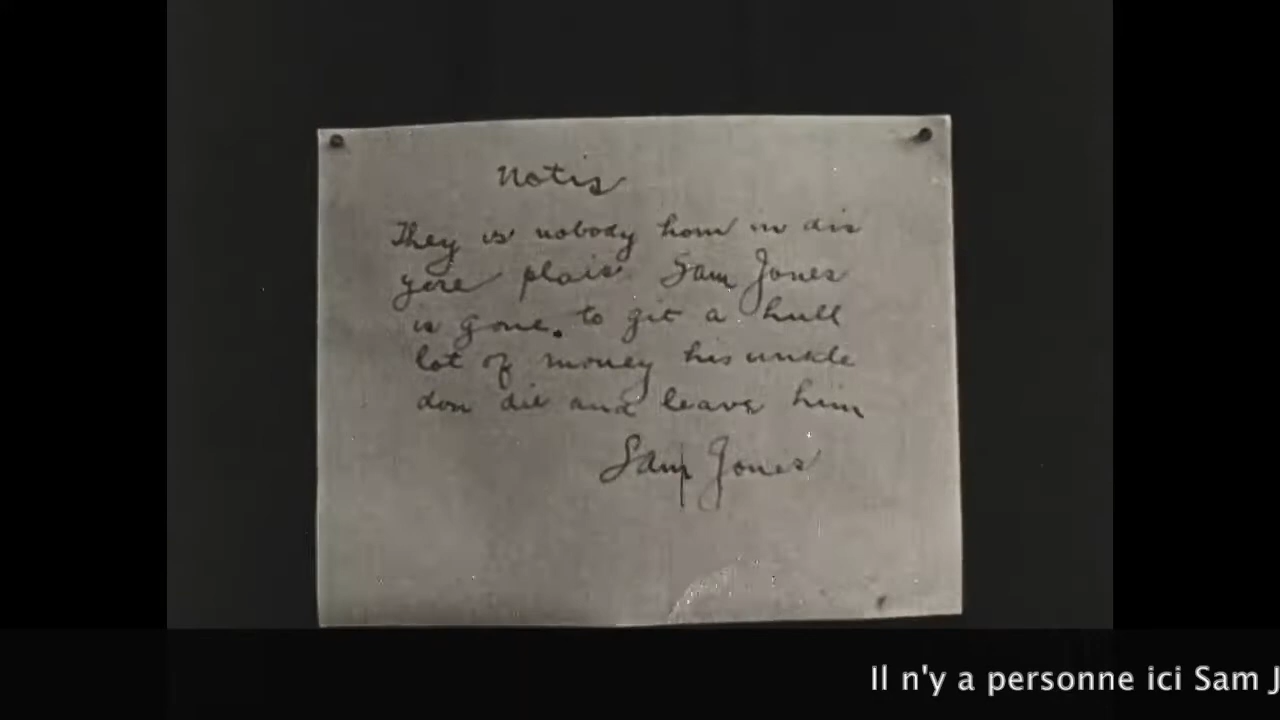 Notis
They is nobody hom in dis
yere plais Sam Jones
is gone. to git a hull
lot of money his unkle
don die and leave him
Sam Jones
Il n'y a personne ici Sam J